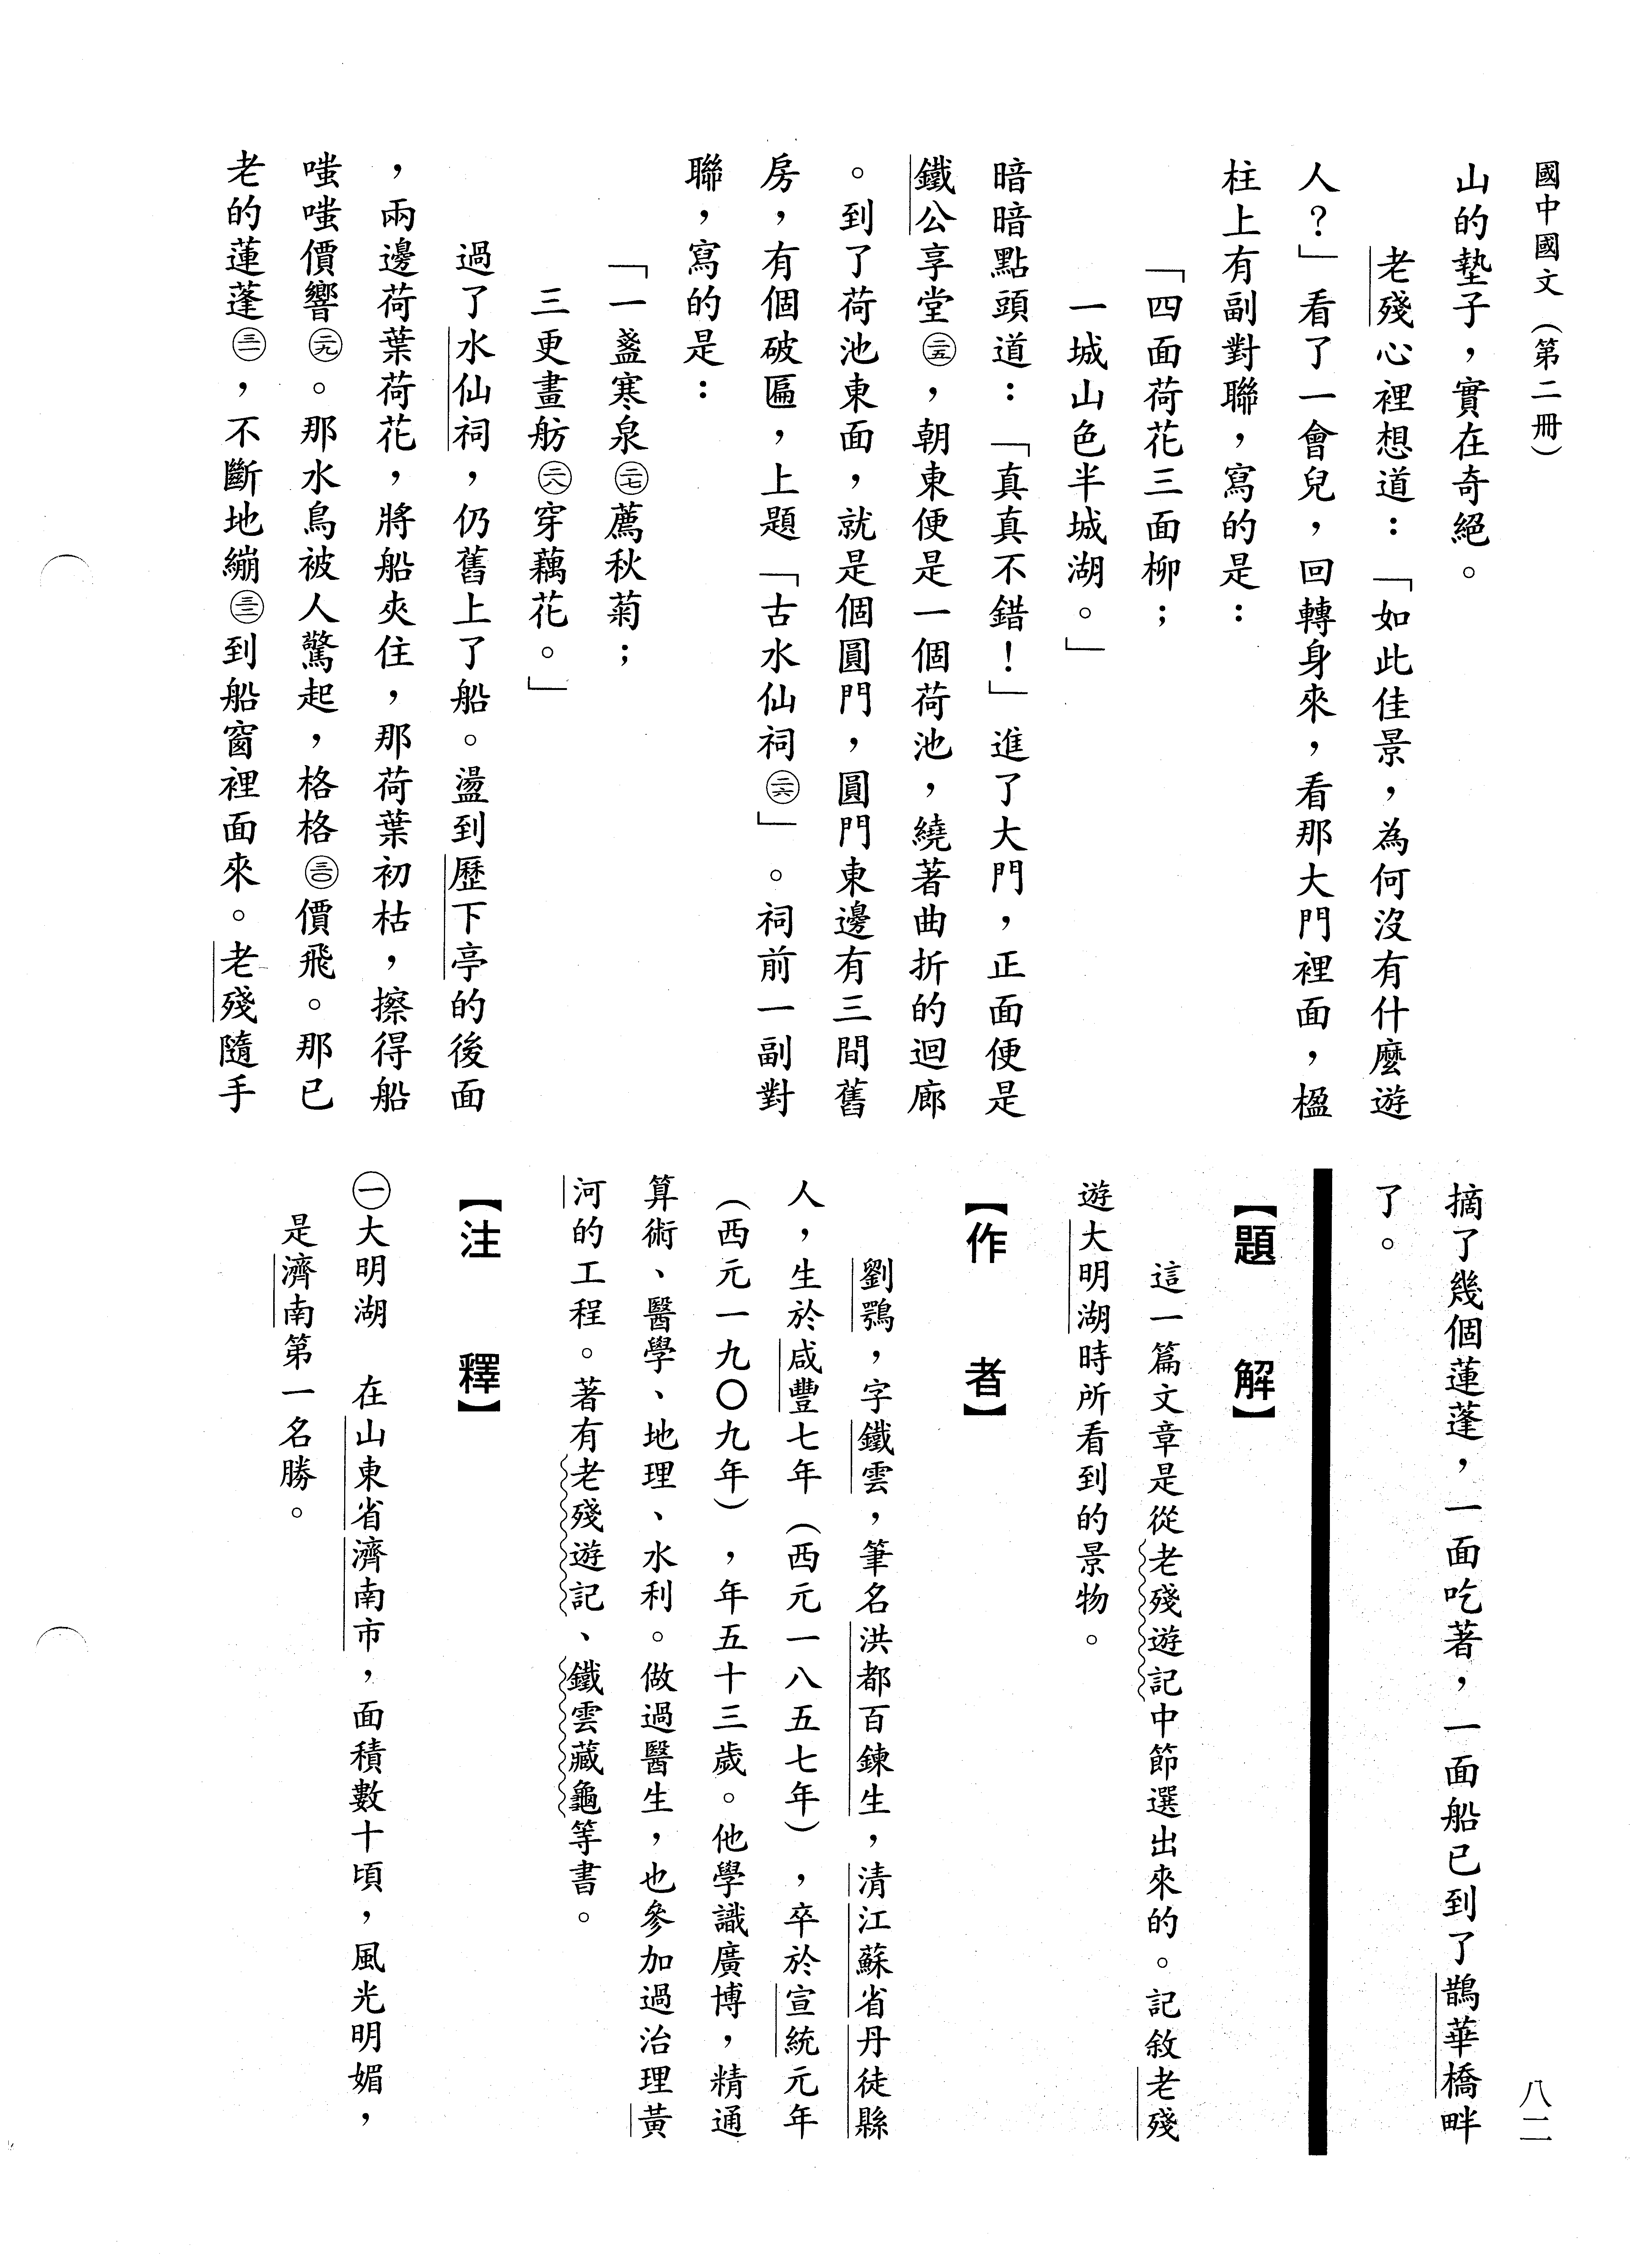 國中國文（第二冊）
八二
山的墊子，實在奇絕。
老殘心裡想道：「如此佳景，為何沒有什麼遊
人？」看了一會兒，回轉身來，看那大門裡面，楹
柱上有副對聯，寫的是：
「四面荷花三面柳；
一城山色半城湖。」
暗暗點頭道：「真真不錯！」進了大門，正面便是
鐵公享堂㉕，朝東便是一個荷池，繞著曲折的迴廊
。到了荷池東面，就是個圓門，圓門東邊有三間舊
房，有個破匾，上題「古水仙祠㉖」。祠前一副對
聯，寫的是：
「一盞寒泉㉗薦秋菊；
三更畫舫㉘穿藕花。」
過了水仙祠，仍舊上了船。盪到歷下亭的後面
，兩邊荷葉荷花，將船夾住，那荷葉初枯，擦得船
嗤嗤價響㉙。那水鳥被人驚起，格格㉚價飛。那已
老的蓮蓬㉛，不斷地繃㉜到船窗裡面來。老殘隨手
摘了幾個蓮蓬，一面吃著，一面船已到了鵲華橋畔
了。
【題　解】
這一篇文章是從老殘遊記中節選出來的。記敘老殘
遊大明湖時所看到的景物。
【作　者】
劉鶚，字鐵雲，筆名洪都百鍊生，清江蘇省丹徒縣
人，生於咸豐七年（西元一八五七年），卒於宣統元年
（西元一九〇九年），年五十三歲。他學識廣博，精通
算術、醫學、地理、水利。做過醫生，也參加過治理黃
河的工程。著有老殘遊記、鐵雲藏龜等書。
【注　釋】
㊀大明湖　在山東省濟南市，面積數十頃，風光明媚，
是濟南第一名勝。